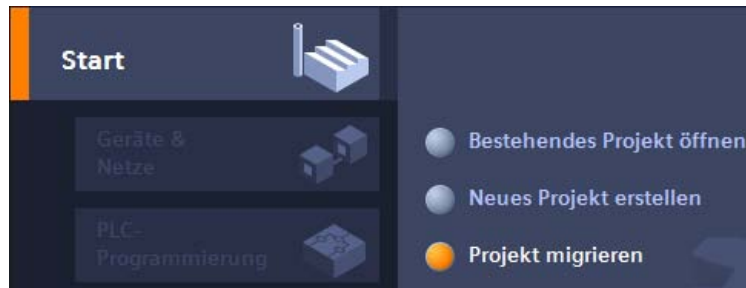 Start
Geräte &
Netze
PLC-
Programmierung
Bestehendes Projekt öffnen
Neues Projekt erstellen
Projekt migrieren